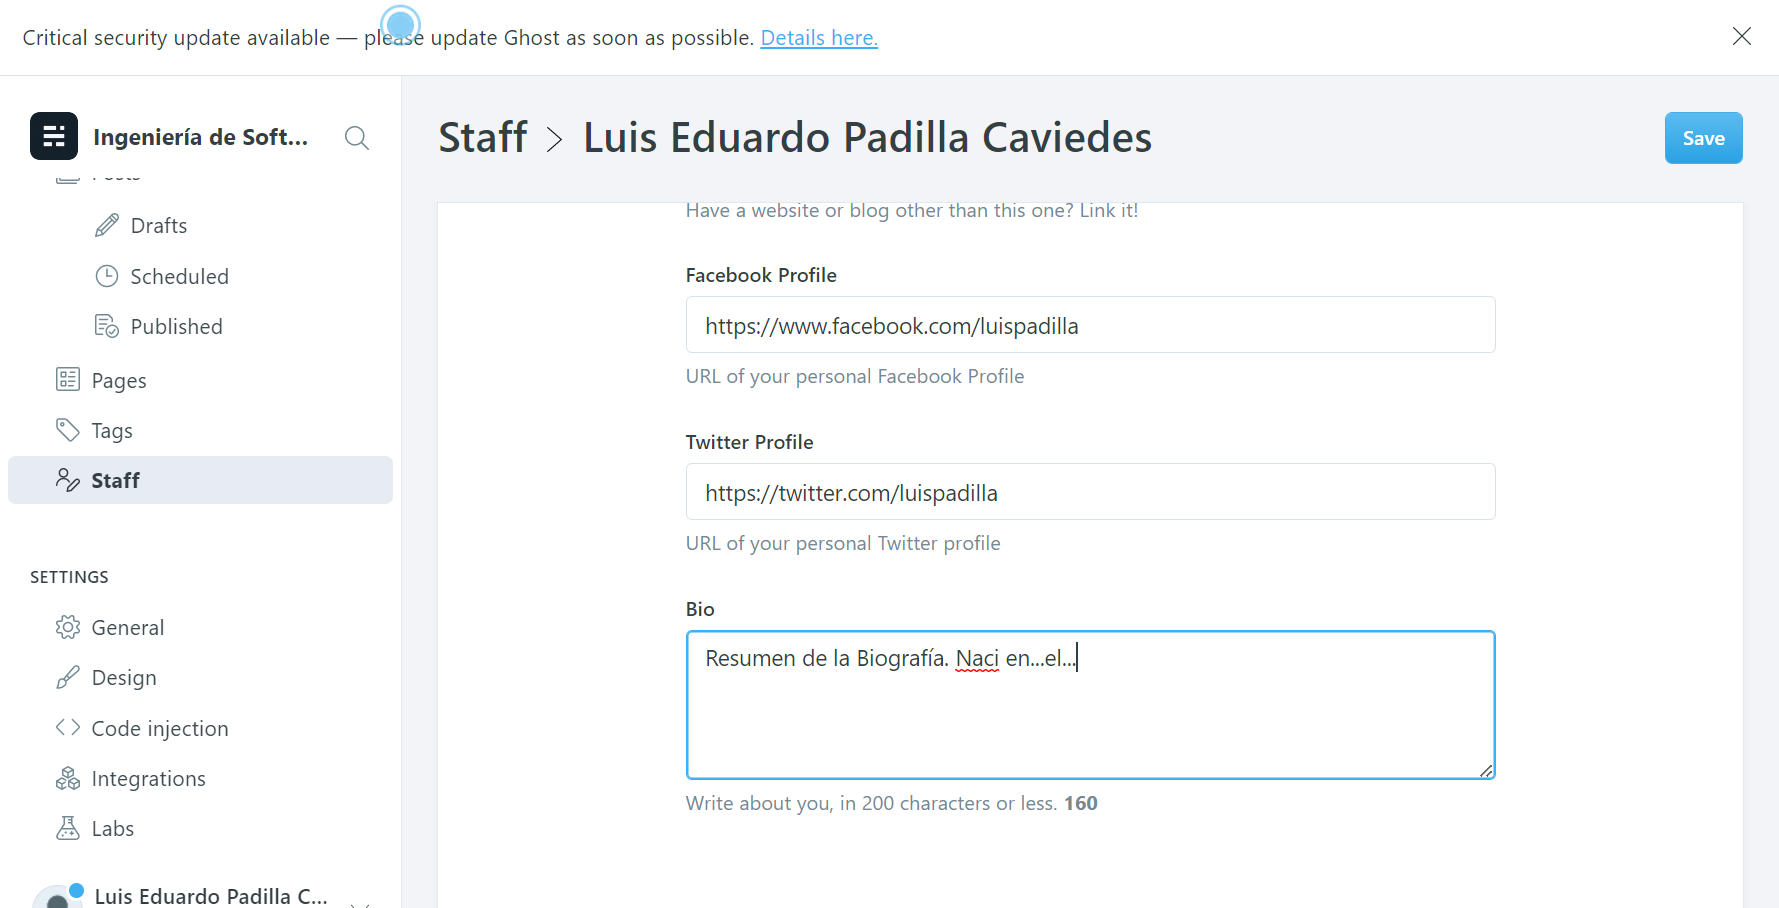 Critical security update available — please update Ghost as soon as possible. Details here.
Ingeniería de Soft...
Posts
Drafts
Scheduled
Published
Pages
Tags
Staff
SETTINGS
General
Design
Code injection
Integrations
Labs
Luis Eduardo Padilla C...
Staff > Luis Eduardo Padilla Caviedes
Save
Have a website or blog other than this one? Link it!
Facebook Profile
https://www.facebook.com/luispadilla
URL of your personal Facebook Profile
Twitter Profile
https://twitter.com/luispadilla
URL of your personal Twitter profile
Bio
Resumen de la Biografía. Naci en...el...
Write about you, in 200 characters or less. 160